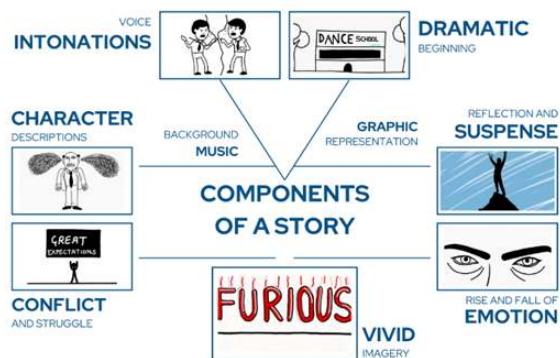 VOICE
INTONATIONS
DRAMATIC
BEGINNING
DANCE SCHOOL
CHARACTER
DESCRIPTIONS
BACKGROUND
MUSIC
GRAPHIC
REPRESENTATION
REFLECTION AND
SUSPENSE
COMPONENTS
OF A STORY
GREAT
EXPECTATIONS
CONFLICT
AND STRUGGLE
FURIOUS
VIVID
IMAGERY
RISE AND FALL OF
EMOTION